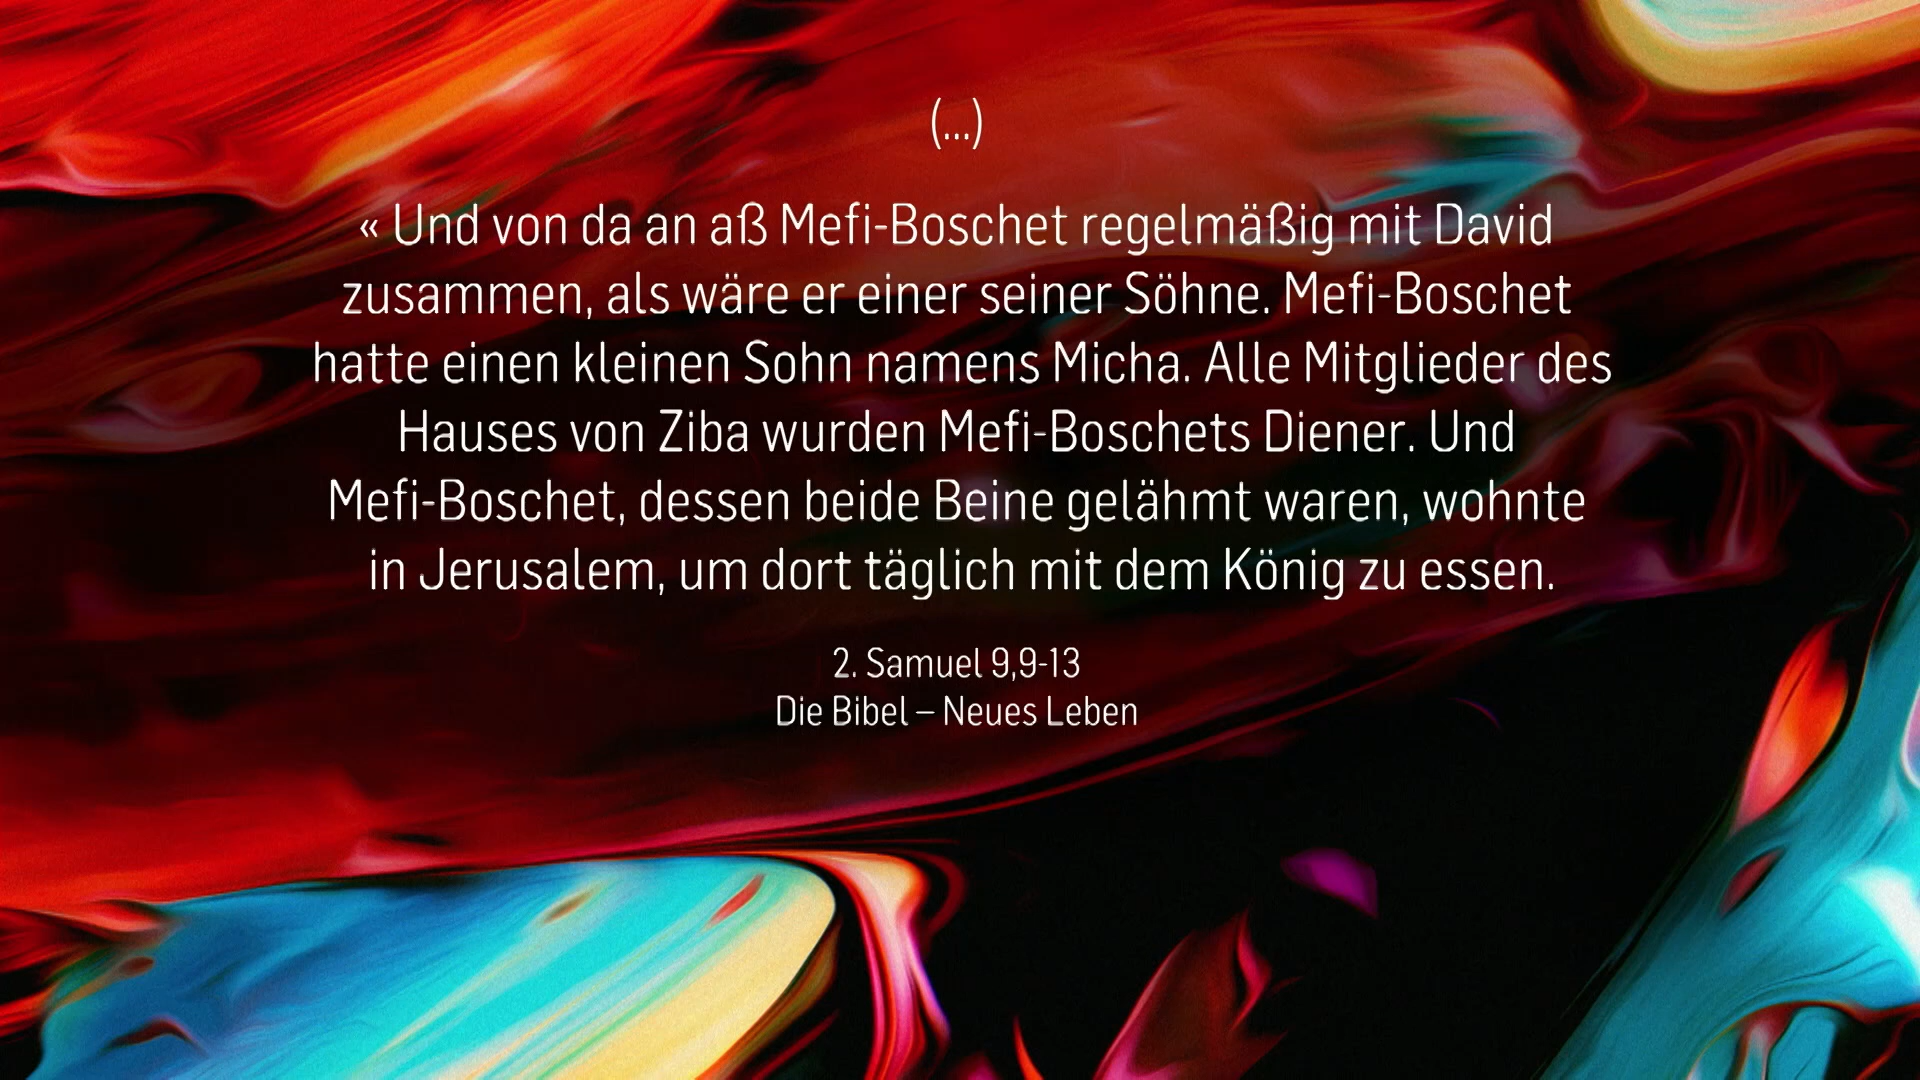 (...)
« Und von da an aß Mefi-Boschet regelmäßig mit David
zusammen, als wäre er einer seiner Söhne. Mefi-Boschet
hatte einen kleinen Sohn namens Micha. Alle Mitglieder des
Hauses von Ziba wurden Mefi-Boschets Diener. Und
Mefi-Boschet, dessen beide Beine gelähmt waren, wohnte
in Jerusalem, um dort täglich mit dem König zu essen.
2. Samuel 9,9-13
Die Bibel – Neues Leben